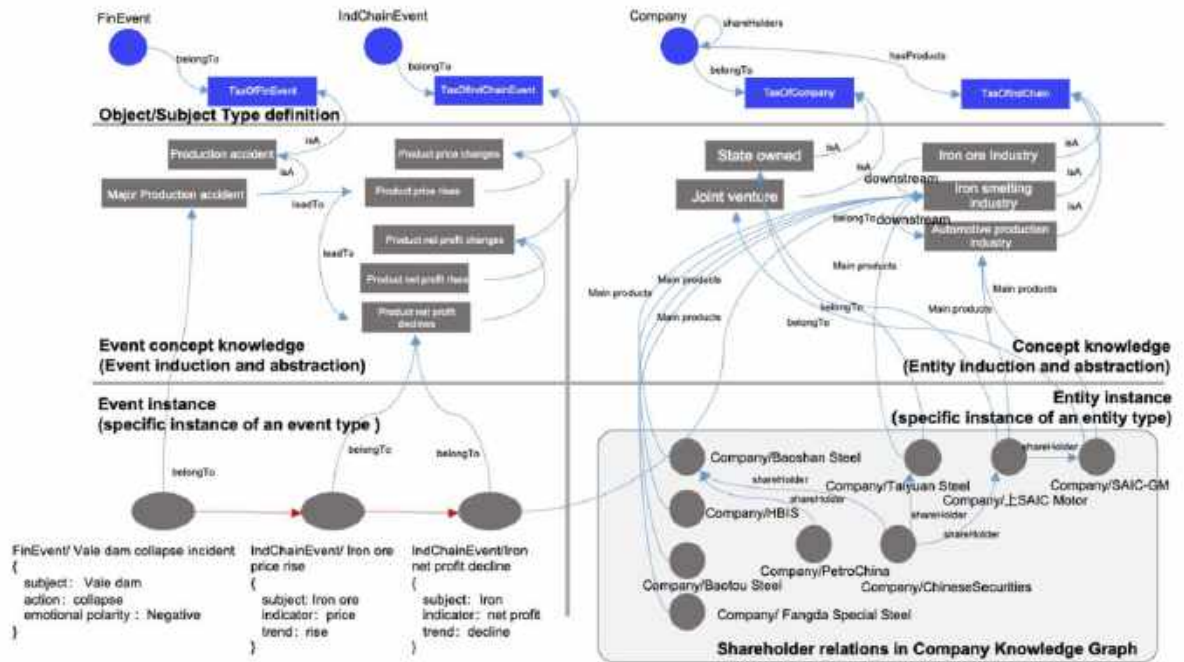 FinEvent
IndChainEvent
Company
shareHolders
belongTo
belongTo
belongTo
hasProducts
TaxOfFinEvent
TaxOfIndChainEvent
TaxOfCompany
TaxOfIndChain
Object/Subject Type definition
isA
Production accident
Product price changes
State owned
isA
Iron ore Industry
isA
isA
isA
downstream
Major Production accident
leadTo
Product price rises
Joint venture
Iron smelting
industry
isA
isA
belongTo
downstream
Product net profit changes
Automotive production
industry
leadTo
Product net profit rises
Main products
Main products
Main products
Main products
Product net profit
declines
Main products
belongTo
Main products
belongTo
Event concept knowledge
(Event induction and abstraction)
Concept knowledge
(Entity induction and abstraction)
Event instance
(specific instance of an event type )
Entity instance
(specific instance of an entity type)
belongTo
belongTo
belongTo
Company/Baoshan Steel
shareHolder
shareHolder
Company/Taiyuan Steel
shareHolder
Company/上SAIC Motor
Company/SAIC-GM
Company/HBIS
shareHolder
shareHolder
Company/PetroChina
Company/ChineseSecurities
Company/Baotou Steel
Company/ Fangda Special Steel
Shareholder relations in Company Knowledge Graph
FinEvent/ Vale dam collapse incident
{
subject: Vale dam
action: collapse
emotional polarity : Negative
}
IndChainEvent/ Iron ore
price rise
{
subject: Iron ore
indicator: price
trend: rise
}
IndChainEvent/Iron
net profit decline
{
subject: Iron
indicator: net profit
trend: decline
}